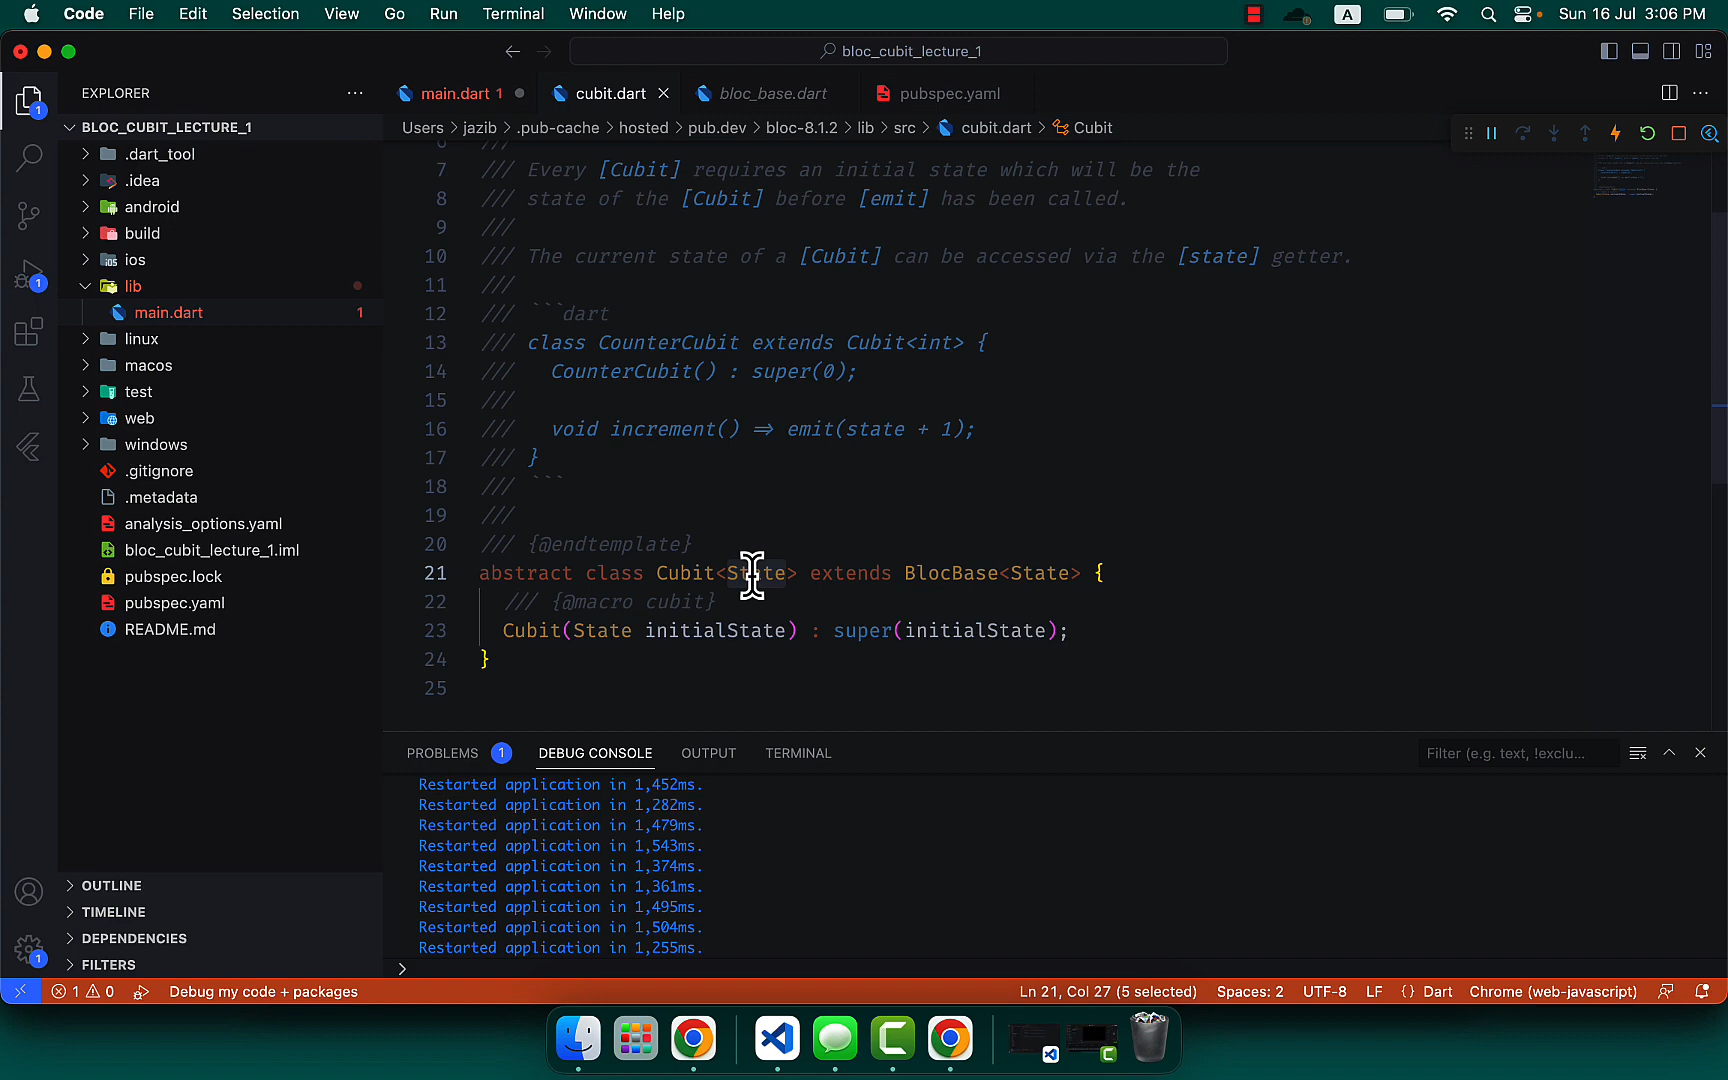 Code File Edit Selection View Go Run Terminal Window Help
A
Sun 16 Jul 3:06 PM
bloc_cubit_lecture_1
1
EXPLORER
main.dart 1
cubit.dart
bloc_base.dart
pubspec.yaml
Users > jazib > .pub-cache > hosted > pub.dev > bloc-8.1.2 > lib > src > cubit.dart > Cubit
BLOC_CUBIT_LECTURE_1
.dart_tool
.idea
android
build
ios
lib
main.dart 1
linux
macos
test
web
windows
.gitignore
.metadata
analysis_options.yaml
bloc_cubit_lecture_1.iml
pubspec.lock
pubspec.yaml
README.md
1
OUTLINE
TIMELINE
DEPENDENCIES
FILTERS
1
6 ///
7 /// Every [Cubit] requires an initial state which will be the
8 /// state of the [Cubit] before [emit] has been called.
9 ///
10 /// The current state of a [Cubit] can be accessed via the [state] getter.
11 ///
12 /// ```dart
13 /// class CounterCubit extends Cubit<int> {
14 /// CounterCubit() : super(0);
15 ///
16 /// void increment() => emit(state + 1);
17 /// }
18 /// ```
19 ///
20 /// {@endtemplate}
21 abstract class Cubit<State> extends BlocBase<State> {
22 /// {@macro cubit}
23 Cubit(State initialState) : super(initialState);
24 }
25
PROBLEMS 1 DEBUG CONSOLE OUTPUT TERMINAL
Filter (e.g. text, !exclu...
Restarted application in 1,452ms.
Restarted application in 1,282ms.
Restarted application in 1,479ms.
Restarted application in 1,543ms.
Restarted application in 1,374ms.
Restarted application in 1,361ms.
Restarted application in 1,495ms.
Restarted application in 1,504ms.
Restarted application in 1,255ms.
>
1 0 Debug my code + packages
Ln 21, Col 27 (5 selected) Spaces: 2 UTF-8 LF {} Dart Chrome (web-javascript)